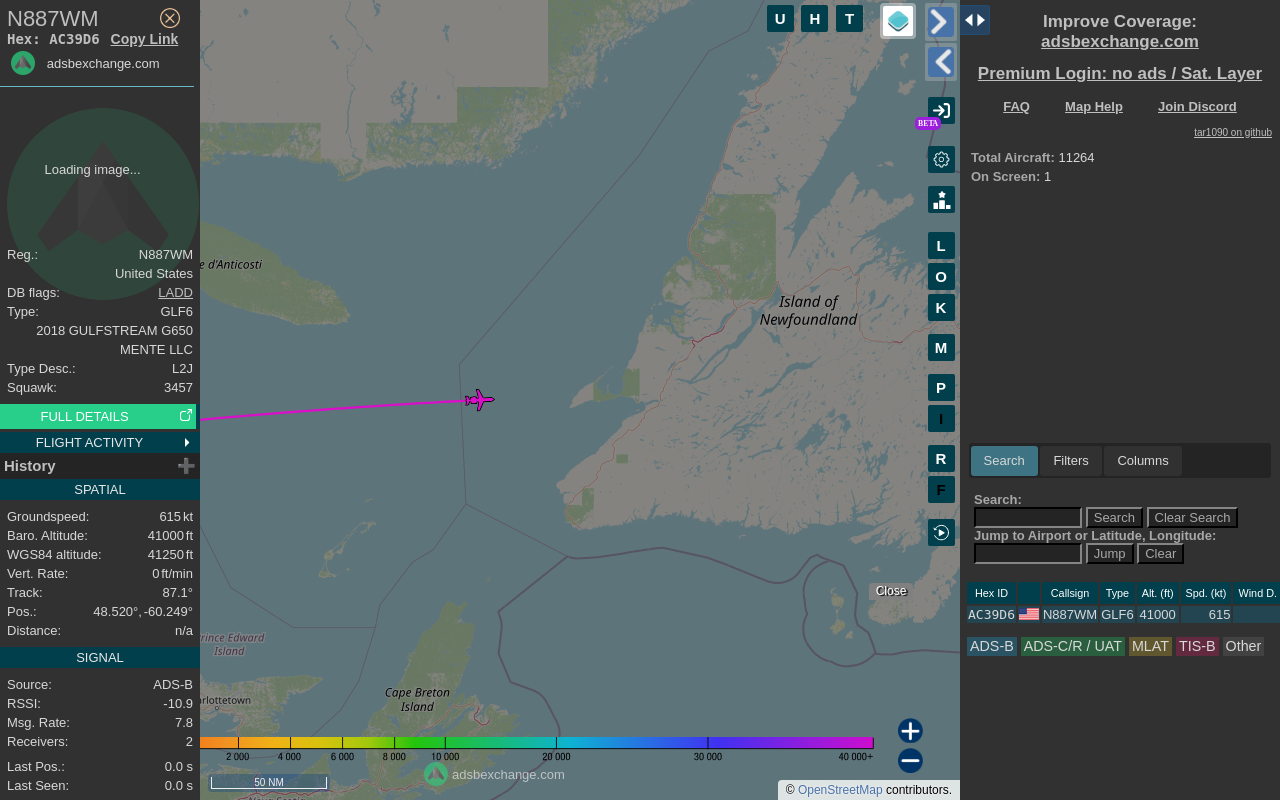 N887WM
Hex: AC39D6 Copy Link
adsbexchange.com
Loading image...
Reg.: N887WM
United States
DB flags: LADD
Type: GLF6
2018 GULFSTREAM G650
MENTE LLC
Type Desc.: L2J
Squawk: 3457
FULL DETAILS
FLIGHT ACTIVITY
History
SPATIAL
Groundspeed: 615 kt
Baro. Altitude: 41000 ft
WGS84 altitude: 41250 ft
Vert. Rate: 0 ft/min
Track: 87.1°
Pos.: 48.520°, -60.249°
Distance: n/a
SIGNAL
Source: ADS-B
RSSI: -10.9
Msg. Rate: 7.8
Receivers: 2
Last Pos.: 0.0 s
Last Seen: 0.0 s
U H T
BETA
L
O
K
M
P
I
R
F
e d'Anticosti
Island of
Newfoundland
Close
rince Edward
Island
arlottetown
Cape Breton
Island
2 000 4 000 6 000 8 000 10 000 20 000 30 000 40 000+
adsbexchange.com
50 NM
© OpenStreetMap contributors.
Improve Coverage:
adsbexchange.com
Premium Login: no ads / Sat. Layer
FAQ Map Help Join Discord
tar1090 on github
Total Aircraft: 11264
On Screen: 1
Search Filters Columns
Search:
Search Clear Search
Jump to Airport or Latitude, Longitude:
Jump Clear
Hex ID Callsign Type Alt. (ft) Spd. (kt) Wind D.
AC39D6 N887WM GLF6 41000 615
ADS-B ADS-C/R / UAT MLAT TIS-B Other